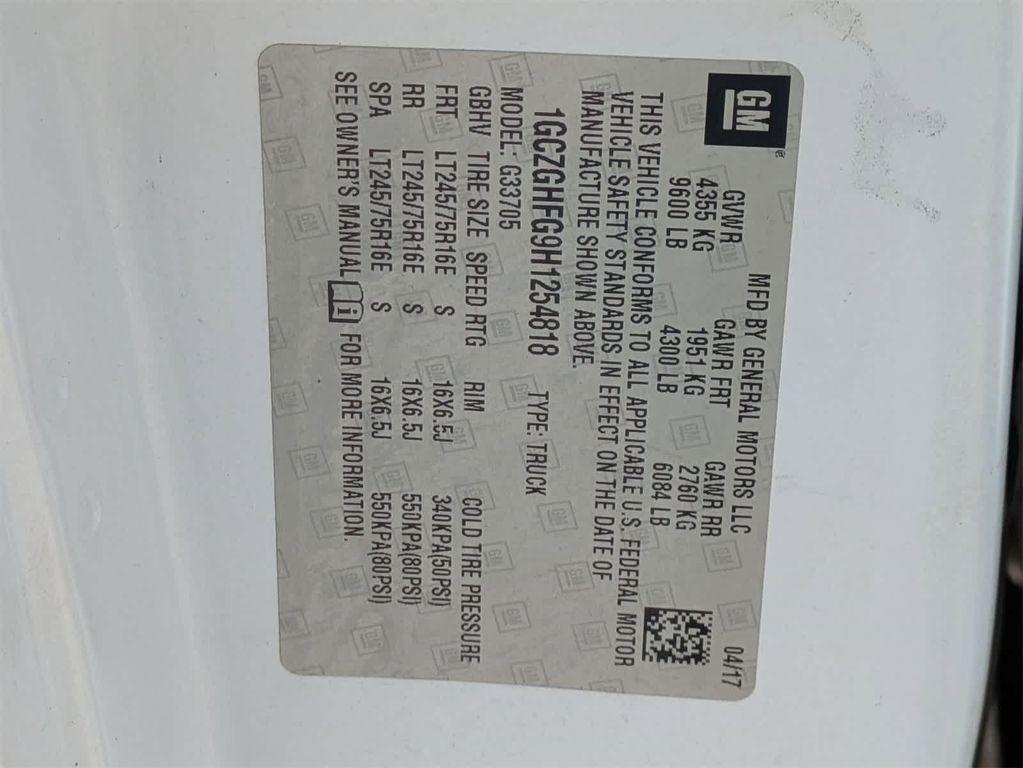 GM
MFD BY GENERAL MOTORS LLC 04/17
GVWR GAWR FRT GAWR RR
4355 KG 1951 KG 2760 KG
9600 LB 4300 LB 6084 LB
THIS VEHICLE CONFORMS TO ALL APPLICABLE U.S. FEDERAL MOTOR
VEHICLE SAFETY STANDARDS IN EFFECT ON THE DATE OF
MANUFACTURE SHOWN ABOVE.
1GCZGHFG9H1254818 TYPE: TRUCK
MODEL: G33705
GBHV TIRE SIZE SPEED RTG RIM COLD TIRE PRESSURE
FRT LT245/75R16E S 16X6.5J 340KPA(50PSI)
RR LT245/75R16E S 16X6.5J 550KPA(80PSI)
SPA LT245/75R16E S 16X6.5J 550KPA(80PSI)
SEE OWNER'S MANUAL i FOR MORE INFORMATION.